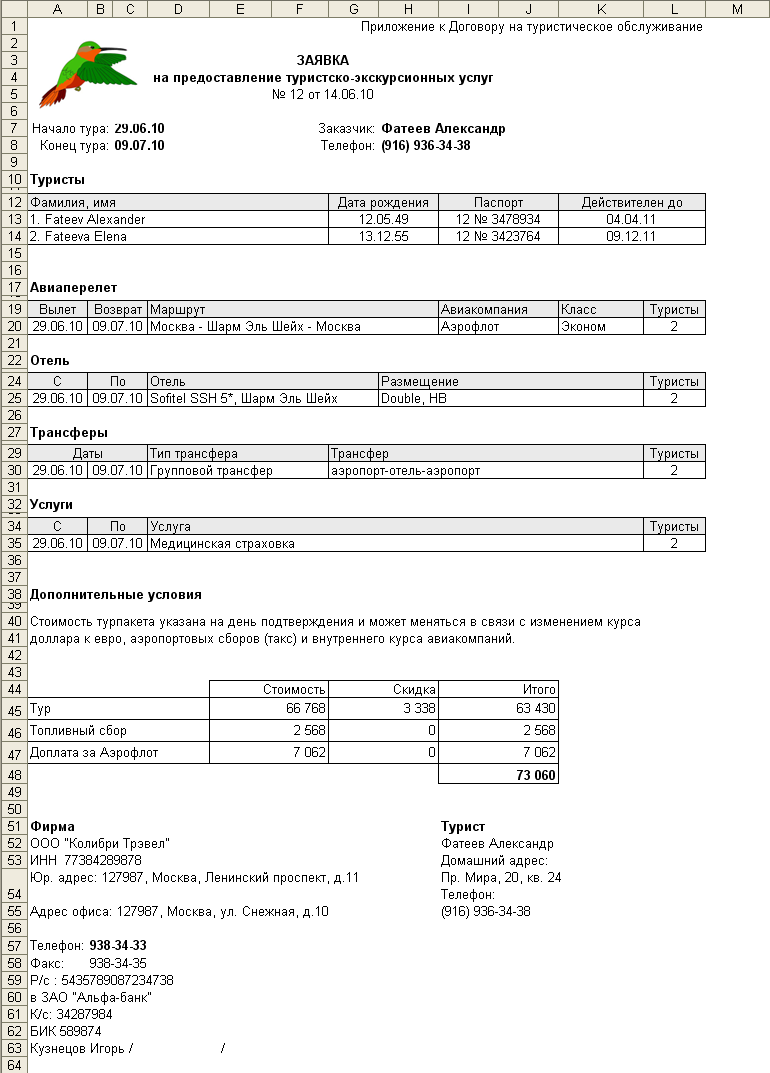 A B C D E F G H I J K L M
1 Приложение к Договору на туристическое обслуживание
2
3 ЗАЯВКА
4 на предоставление туристско-экскурсионных услуг
5 № 12 от 14.06.10
6
7 Начало тура: 29.06.10 Заказчик: Фатеев Александр
8 Конец тура: 09.07.10 Телефон: (916) 936-34-38
9
10 Туристы
12 Фамилия, имя Дата рождения Паспорт Действителен до
13 1. Fateev Alexander 12.05.49 12 № 3478934 04.04.11
14 2. Fateeva Elena 13.12.55 12 № 3423764 09.12.11
15
16
17 Авиаперелет
19 Вылет Возврат Маршрут Авиакомпания Класс Туристы
20 29.06.10 09.07.10 Москва - Шарм Эль Шейх - Москва Аэрофлот Эконом 2
21
22 Отель
24 С По Отель Размещение Туристы
25 29.06.10 09.07.10 Sofitel SSH 5*, Шарм Эль Шейх Double, HB 2
26
27 Трансферы
29 Даты Тип трансфера Трансфер Туристы
30 29.06.10 09.07.10 Групповой трансфер аэропорт-отель-аэропорт 2
31
32 Услуги
34 С По Услуга Туристы
35 29.06.10 09.07.10 Медицинская страховка 2
36
37
38 Дополнительные условия
39
40 Стоимость турпакета указана на день подтверждения и может меняться в связи с изменением курса
41 доллара к евро, аэропортовых сборов (такс) и внутреннего курса авиакомпаний.
42
43
44 Стоимость Скидка Итого
45 Тур 66 768 3 338 63 430
46 Топливный сбор 2 568 0 2 568
47 Доплата за Аэрофлот 7 062 0 7 062
48 73 060
49
50
51 Фирма Турист
52 ООО "Колибри Трэвел" Фатеев Александр
53 ИНН 77384289878 Домашний адрес:
Юр. адрес: 127987, Москва, Ленинский проспект, д.11 Пр. Мира, 20, кв. 24
54 Телефон:
55 Адрес офиса: 127987, Москва, ул. Снежная, д.10 (916) 936-34-38
56
57 Телефон: 938-34-33
58 Факс: 938-34-35
59 Р/с : 5435789087234738
60 в ЗАО "Альфа-банк"
61 К/с: 34287984
62 БИК 589874
63 Кузнецов Игорь / /
64